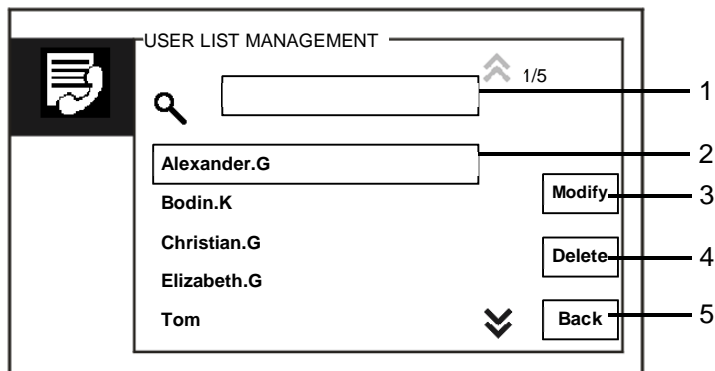 USER LIST MANAGEMENT
1/5
1
Alexander.G
2
Bodin.K
Modify
3
Christian.G
Delete
4
Elizabeth.G
Tom
Back
5